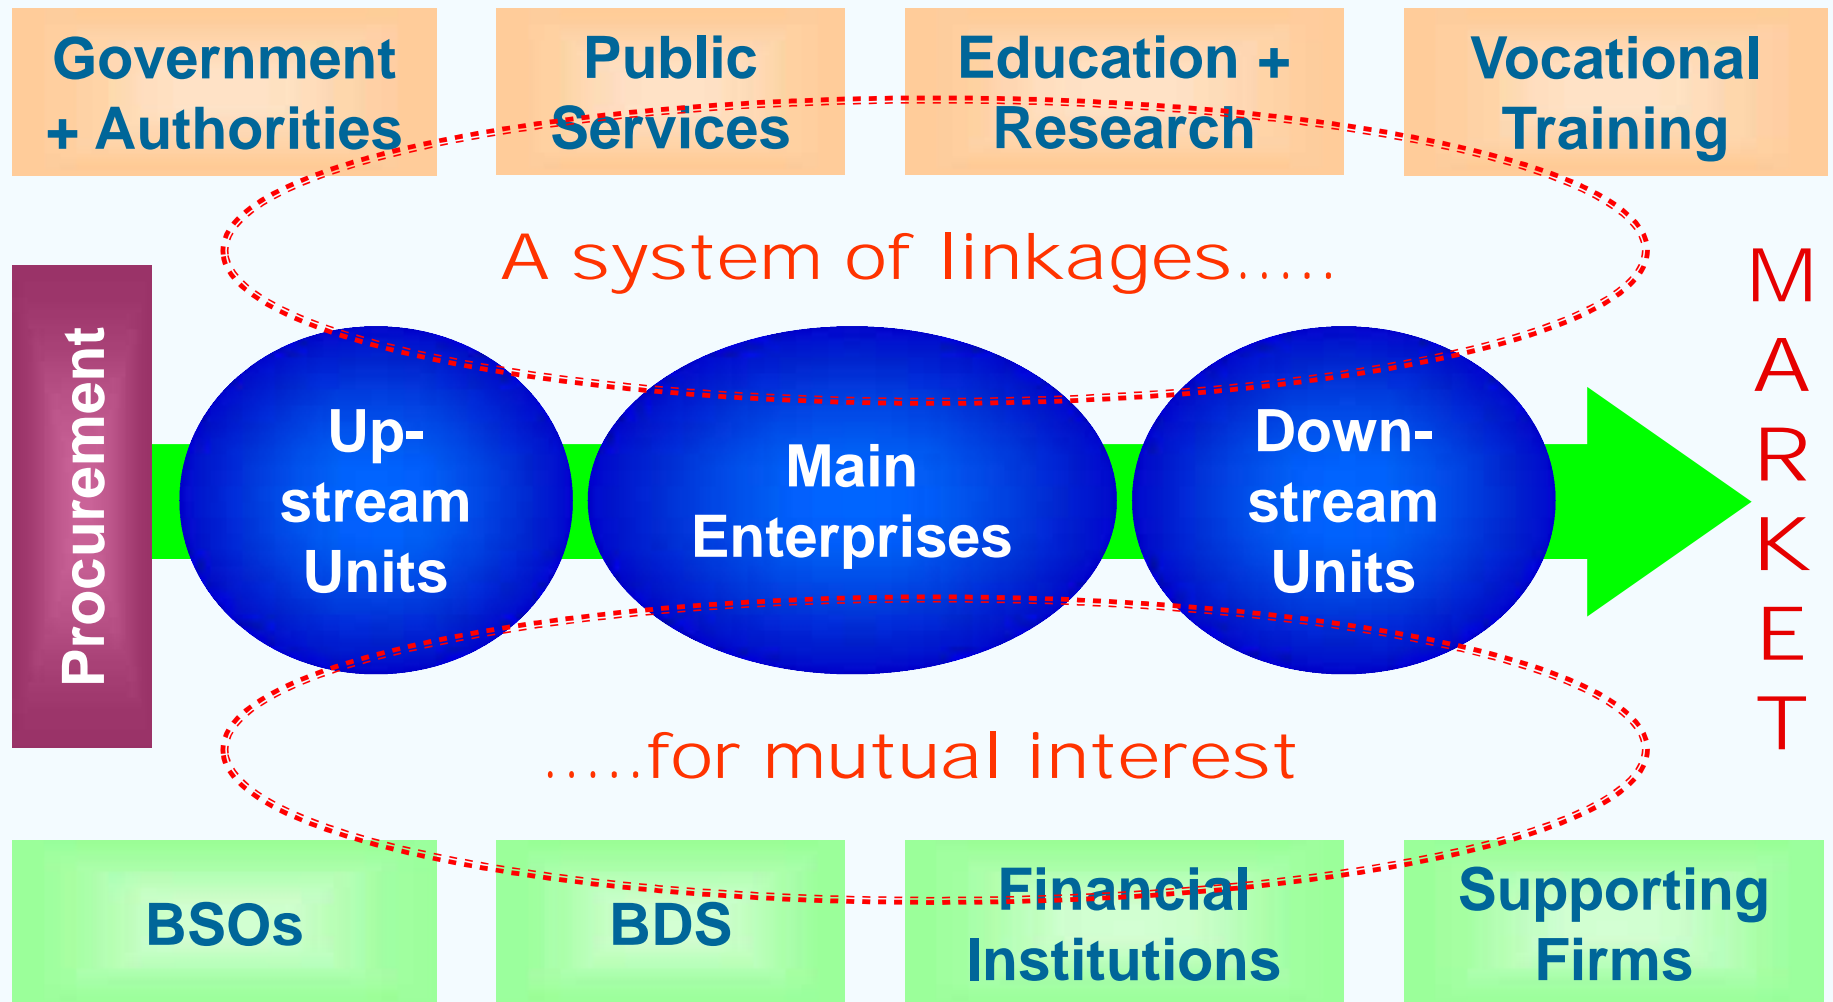 Government
+ Authorities
Public
Services
Education +
Research
Vocational
Training
A system of linkages.....
Procurement
Up-
stream
Units
Main
Enterprises
Down-
stream
Units
MARKET
.....for mutual interest
BSOs
BDS
Financial
Institutions
Supporting
Firms